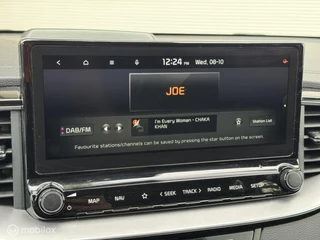 12:24 PM Wed, 08-10
JOE
DAB/FM
I'm Every Woman - CHAKA
KHAN
Station List
Favourite stations/channels can be saved by pressing the star button on the screen.
MAP NAV ☆ < SEEK TRACK > RADIO MEDIA SETUP
mobilox